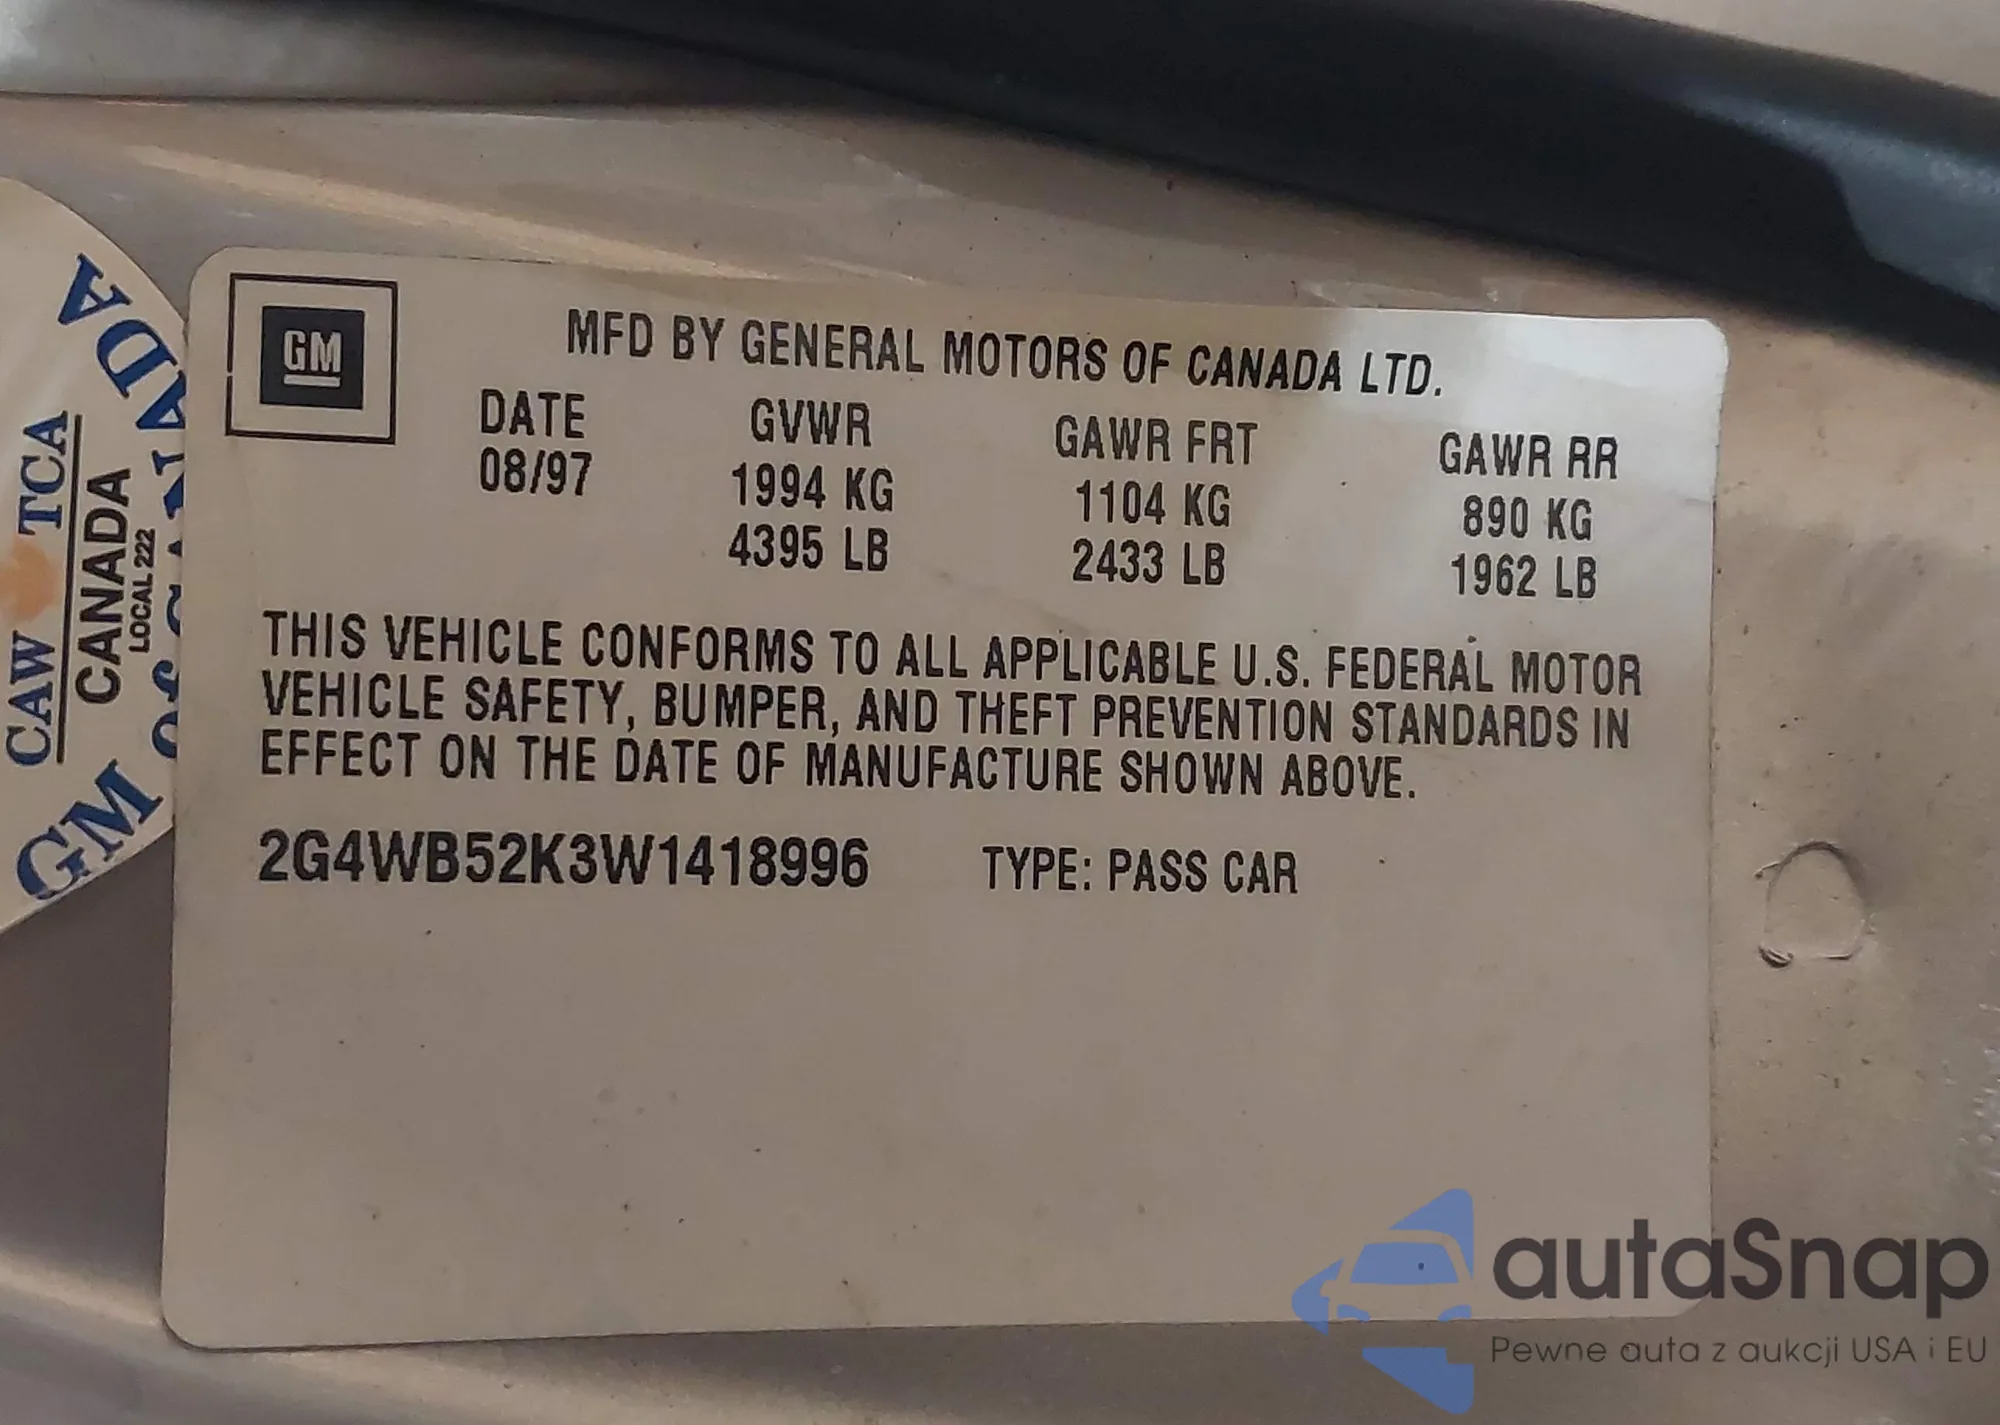 GM OF CANADA
CAW TCA
CANADA
LOCAL 222
GM
MFD BY GENERAL MOTORS OF CANADA LTD.
DATE GVWR GAWR FRT GAWR RR
08/97 1994 KG 1104 KG 890 KG
4395 LB 2433 LB 1962 LB
THIS VEHICLE CONFORMS TO ALL APPLICABLE U.S. FEDERAL MOTOR
VEHICLE SAFETY, BUMPER, AND THEFT PREVENTION STANDARDS IN
EFFECT ON THE DATE OF MANUFACTURE SHOWN ABOVE.
2G4WB52K3W1418996 TYPE: PASS CAR
autaSnap
Pewne auta z aukcji USA i EU